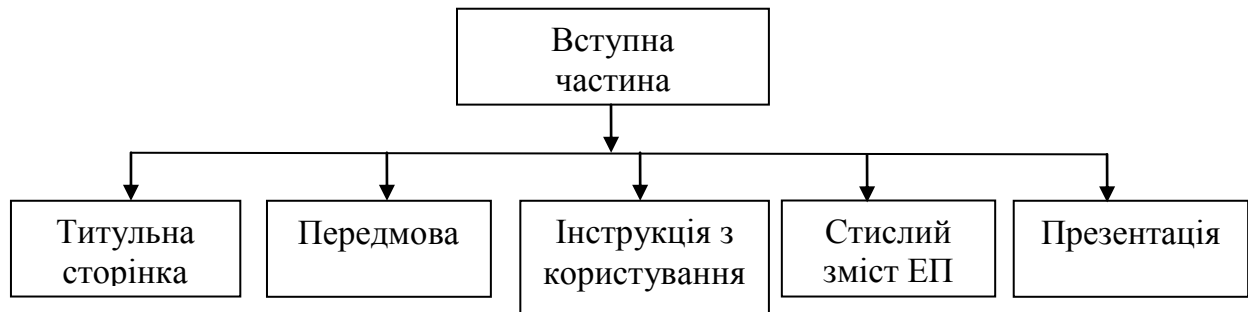 Вступна
частина
Титульна
сторінка
Передмова
Інструкція з
користування
Стислий
зміст ЕП
Презентація